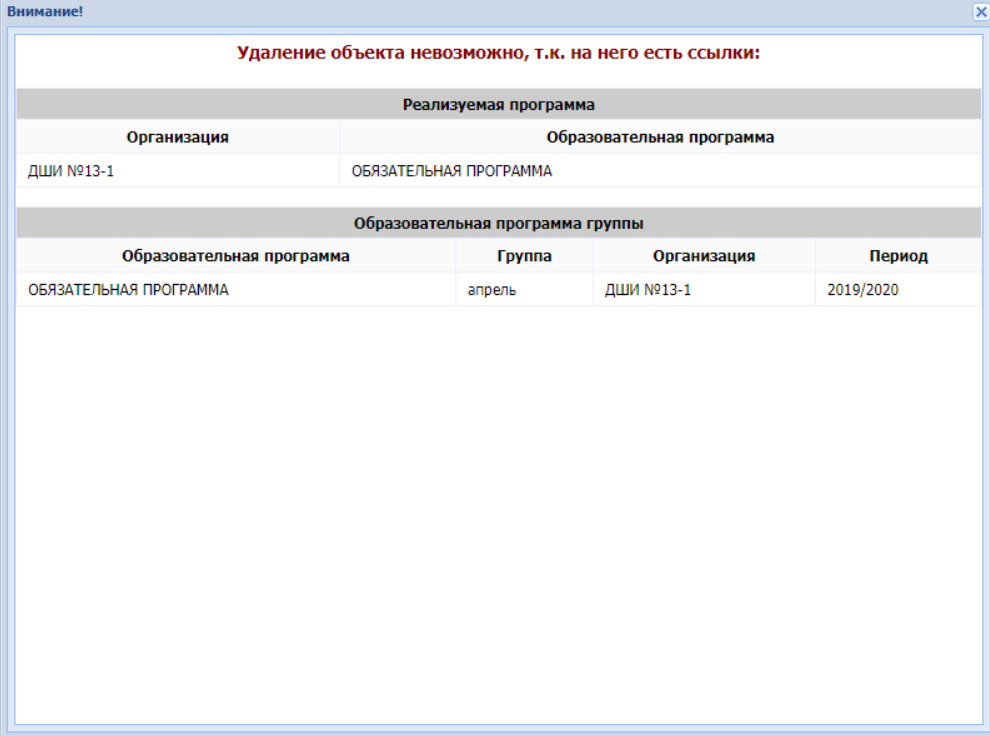 Внимание!
Удаление объекта невозможно, т.к. на него есть ссылки:
Реализуемая программа
Организация Образовательная программа
ДШИ №13-1 ОБЯЗАТЕЛЬНАЯ ПРОГРАММА
Образовательная программа группы
Образовательная программа Группа Организация Период
ОБЯЗАТЕЛЬНАЯ ПРОГРАММА апрель ДШИ №13-1 2019/2020